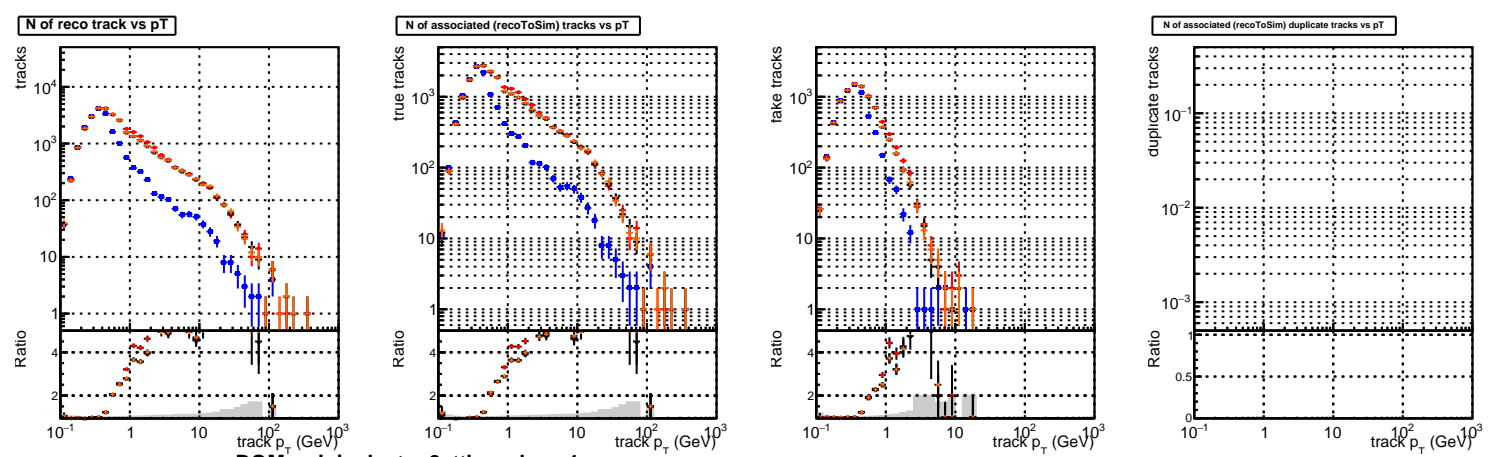 N of reco track vs pT
N of associated (recoToSim) tracks vs pT
N of associated (recoToSim) duplicate tracks vs pT
tracks
10^4
10^3
10^2
10
1
Ratio
4
2
10^-1 1 10 10^2 10^3
track p_T (GeV)
true tracks
10^3
10^2
10
1
Ratio
4
2
10^-1 1 10 10^2 10^3
track p_T (GeV)
fake tracks
10^3
10^2
10
1
Ratio
4
2
10^-1 1 10 10^2 10^3
track p_T (GeV)
duplicate tracks
10^-1
10^-2
10^-3
Ratio
1
0.5
0
10^-1 1 10 10^2 10^3
track p_T (GeV)